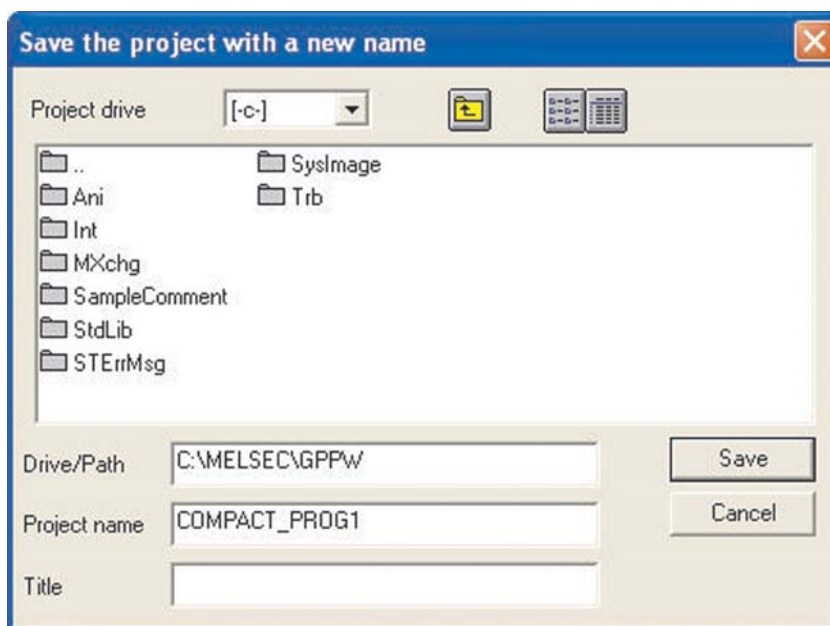 Save the project with a new name
Project drive
[-c-]
..
SysImage
Ani
Trb
Int
MXchg
SampleComment
StdLib
STErrMsg
Drive/Path
C:\MELSEC\GPPW
Save
Project name
COMPACT_PROG1
Cancel
Title